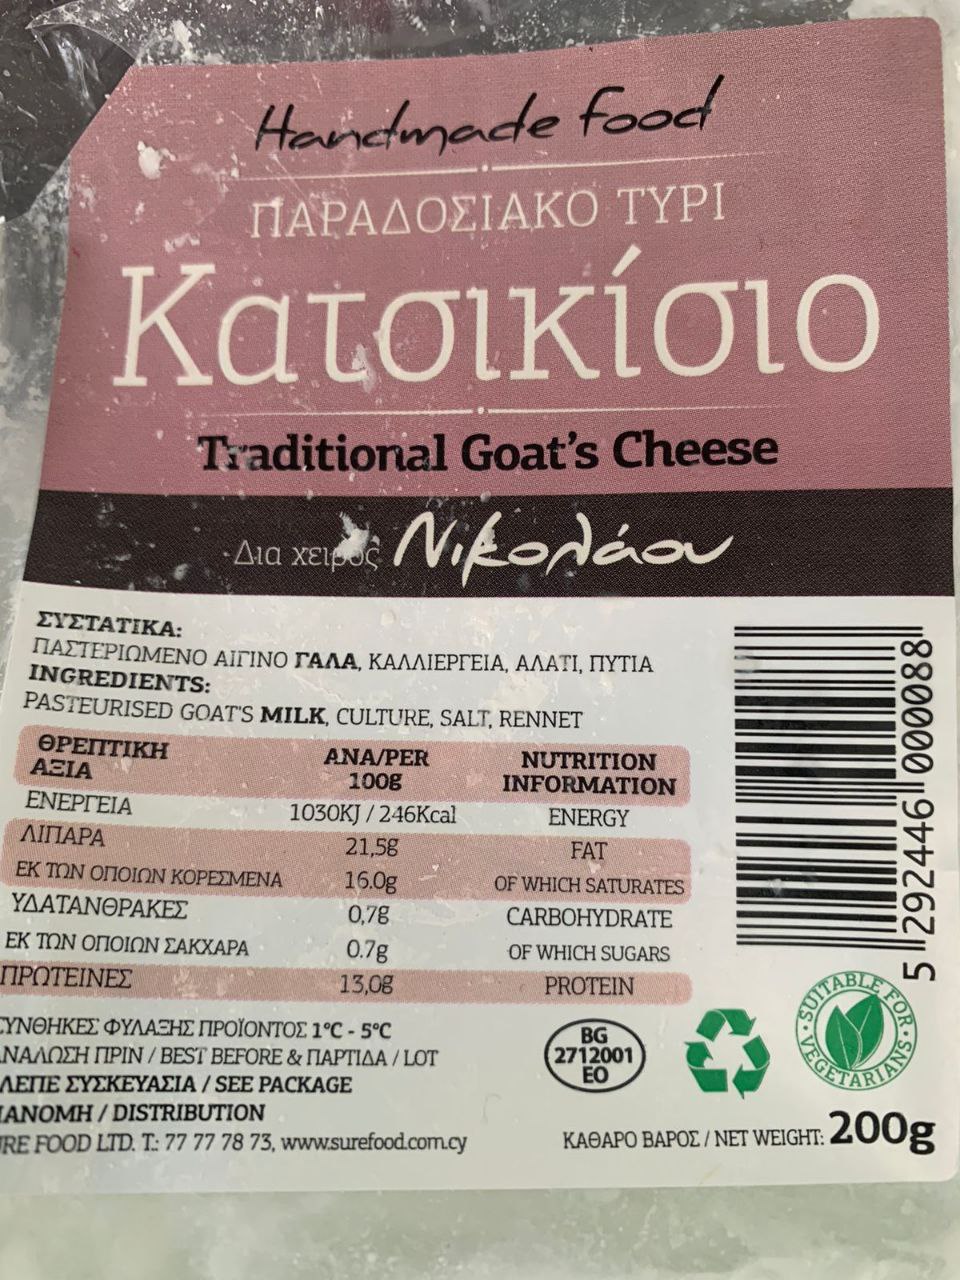 Handmade food
ΠΑΡΑΔΟΣΙΑΚΟ ΤΥΡΙ
Κατσικίσιο
Traditional Goat's Cheese
Δια χειρός Νικολάου
ΣΥΣΤΑΤΙΚΑ:
ΠΑΣΤΕΡΙΩΜΕΝΟ ΑΙΓΙΝΟ ΓΑΛΑ, ΚΑΛΛΙΕΡΓΕΙΑ, ΑΛΑΤΙ, ΠΥΤΙΑ
INGREDIENTS:
PASTEURISED GOAT'S MILK, CULTURE, SALT, RENNET
ΘΡΕΠΤΙΚΗ ΑΝΑ/PER NUTRITION
ΑΞΙΑ 100g INFORMATION
ΕΝΕΡΓΕΙΑ 1030KJ / 246Kcal ENERGY
ΛΙΠΑΡΑ 21,5g FAT
ΕΚ ΤΩΝ ΟΠΟΙΩΝ ΚΟΡΕΣΜΕΝΑ 16.0g OF WHICH SATURATES
ΥΔΑΤΑΝΘΡΑΚΕΣ 0,7g CARBOHYDRATE
ΕΚ ΤΩΝ ΟΠΟΙΩΝ ΣΑΚΧΑΡΑ 0.7g OF WHICH SUGARS
ΠΡΩΤΕΙΝΕΣ 13,0g PROTEIN
5 292446 000088
ΣΥΝΘΗΚΕΣ ΦΥΛΑΞΗΣ ΠΡΟΪΟΝΤΟΣ 1°C - 5°C
ΝΑΛΩΣΗ ΠΡΙΝ / BEST BEFORE & ΠΑΡΤΙΔΑ / LOT
ΛΕΠΕ ΣΥΣΚΕΥΑΣΙΑ / SEE PACKAGE
ΙΑΝΟΜΗ / DISTRIBUTION
RE FOOD LTD. T.: 77 77 78 73, www.surefood.com.cy
BG
2712001
EO
SUITABLE FOR
VEGETARIANS
ΚΑΘΑΡΟ ΒΑΡΟΣ / NET WEIGHT: 200g